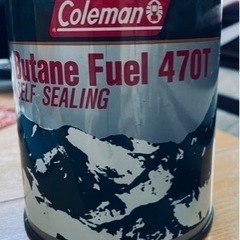 Coleman
Butane Fuel 470T
SELF SEALING